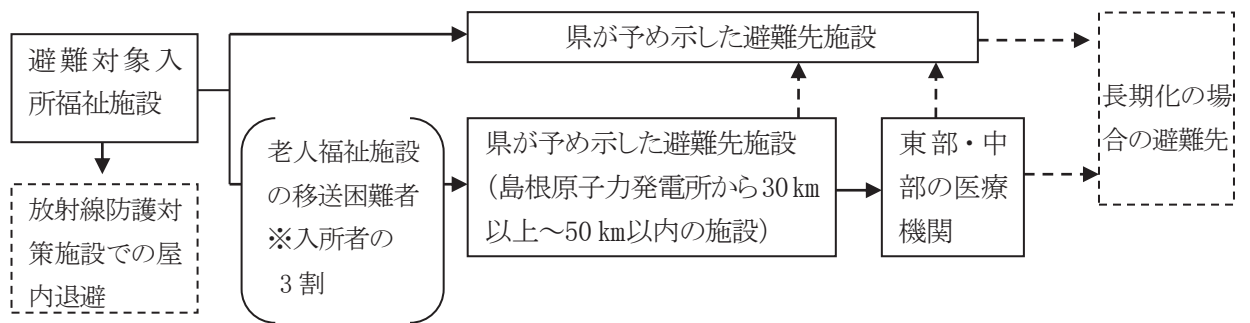 避難対象入
所福祉施設
放射線防護対
策施設での屋
内退避
県が予め示した避難先施設
老人福祉施設
の移送困難者
※入所者の
3割
県が予め示した避難先施設
（島根原子力発電所から30㎞
以上～50㎞以内の施設）
東部・中
部の医療
機関
長期化の場
合の避難先